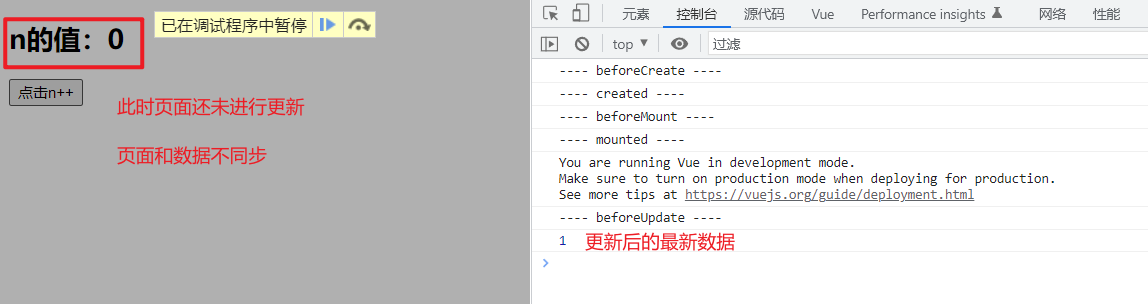 n的值：0
已在调试程序中暂停
点击n++
此时页面还未进行更新
页面和数据不同步
元素 控制台 源代码 Vue Performance insights 网络 性能
top 过滤
---- beforeCreate ----
---- created ----
---- beforeMount ----
---- mounted ----
You are running Vue in development mode.
Make sure to turn on production mode when deploying for production.
See more tips at https://vuejs.org/guide/deployment.html
---- beforeUpdate ----
1 更新后的最新数据